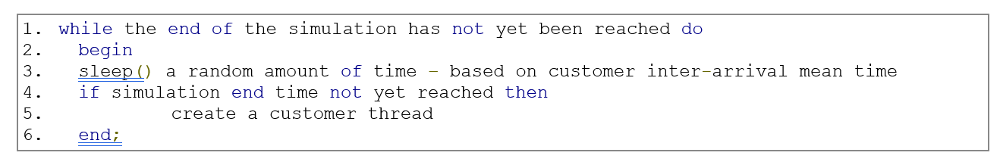 1. while the end of the simulation has not yet been reached do
2. begin
3. sleep() a random amount of time – based on customer inter-arrival mean time
4. if simulation end time not yet reached then
5. create a customer thread
6. end;